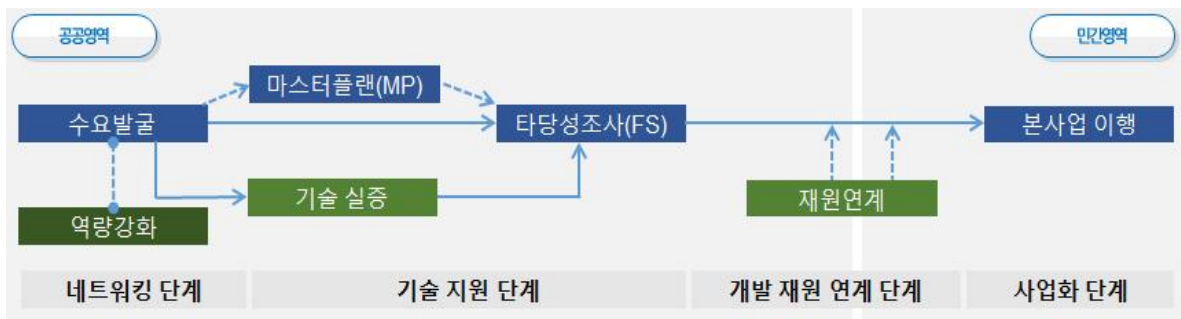 공공영역
민간영역
마스터플랜(MP)
수요발굴
타당성조사(FS)
본사업 이행
기술 실증
재원연계
역량강화
네트워킹 단계
기술 지원 단계
개발 재원 연계 단계
사업화 단계